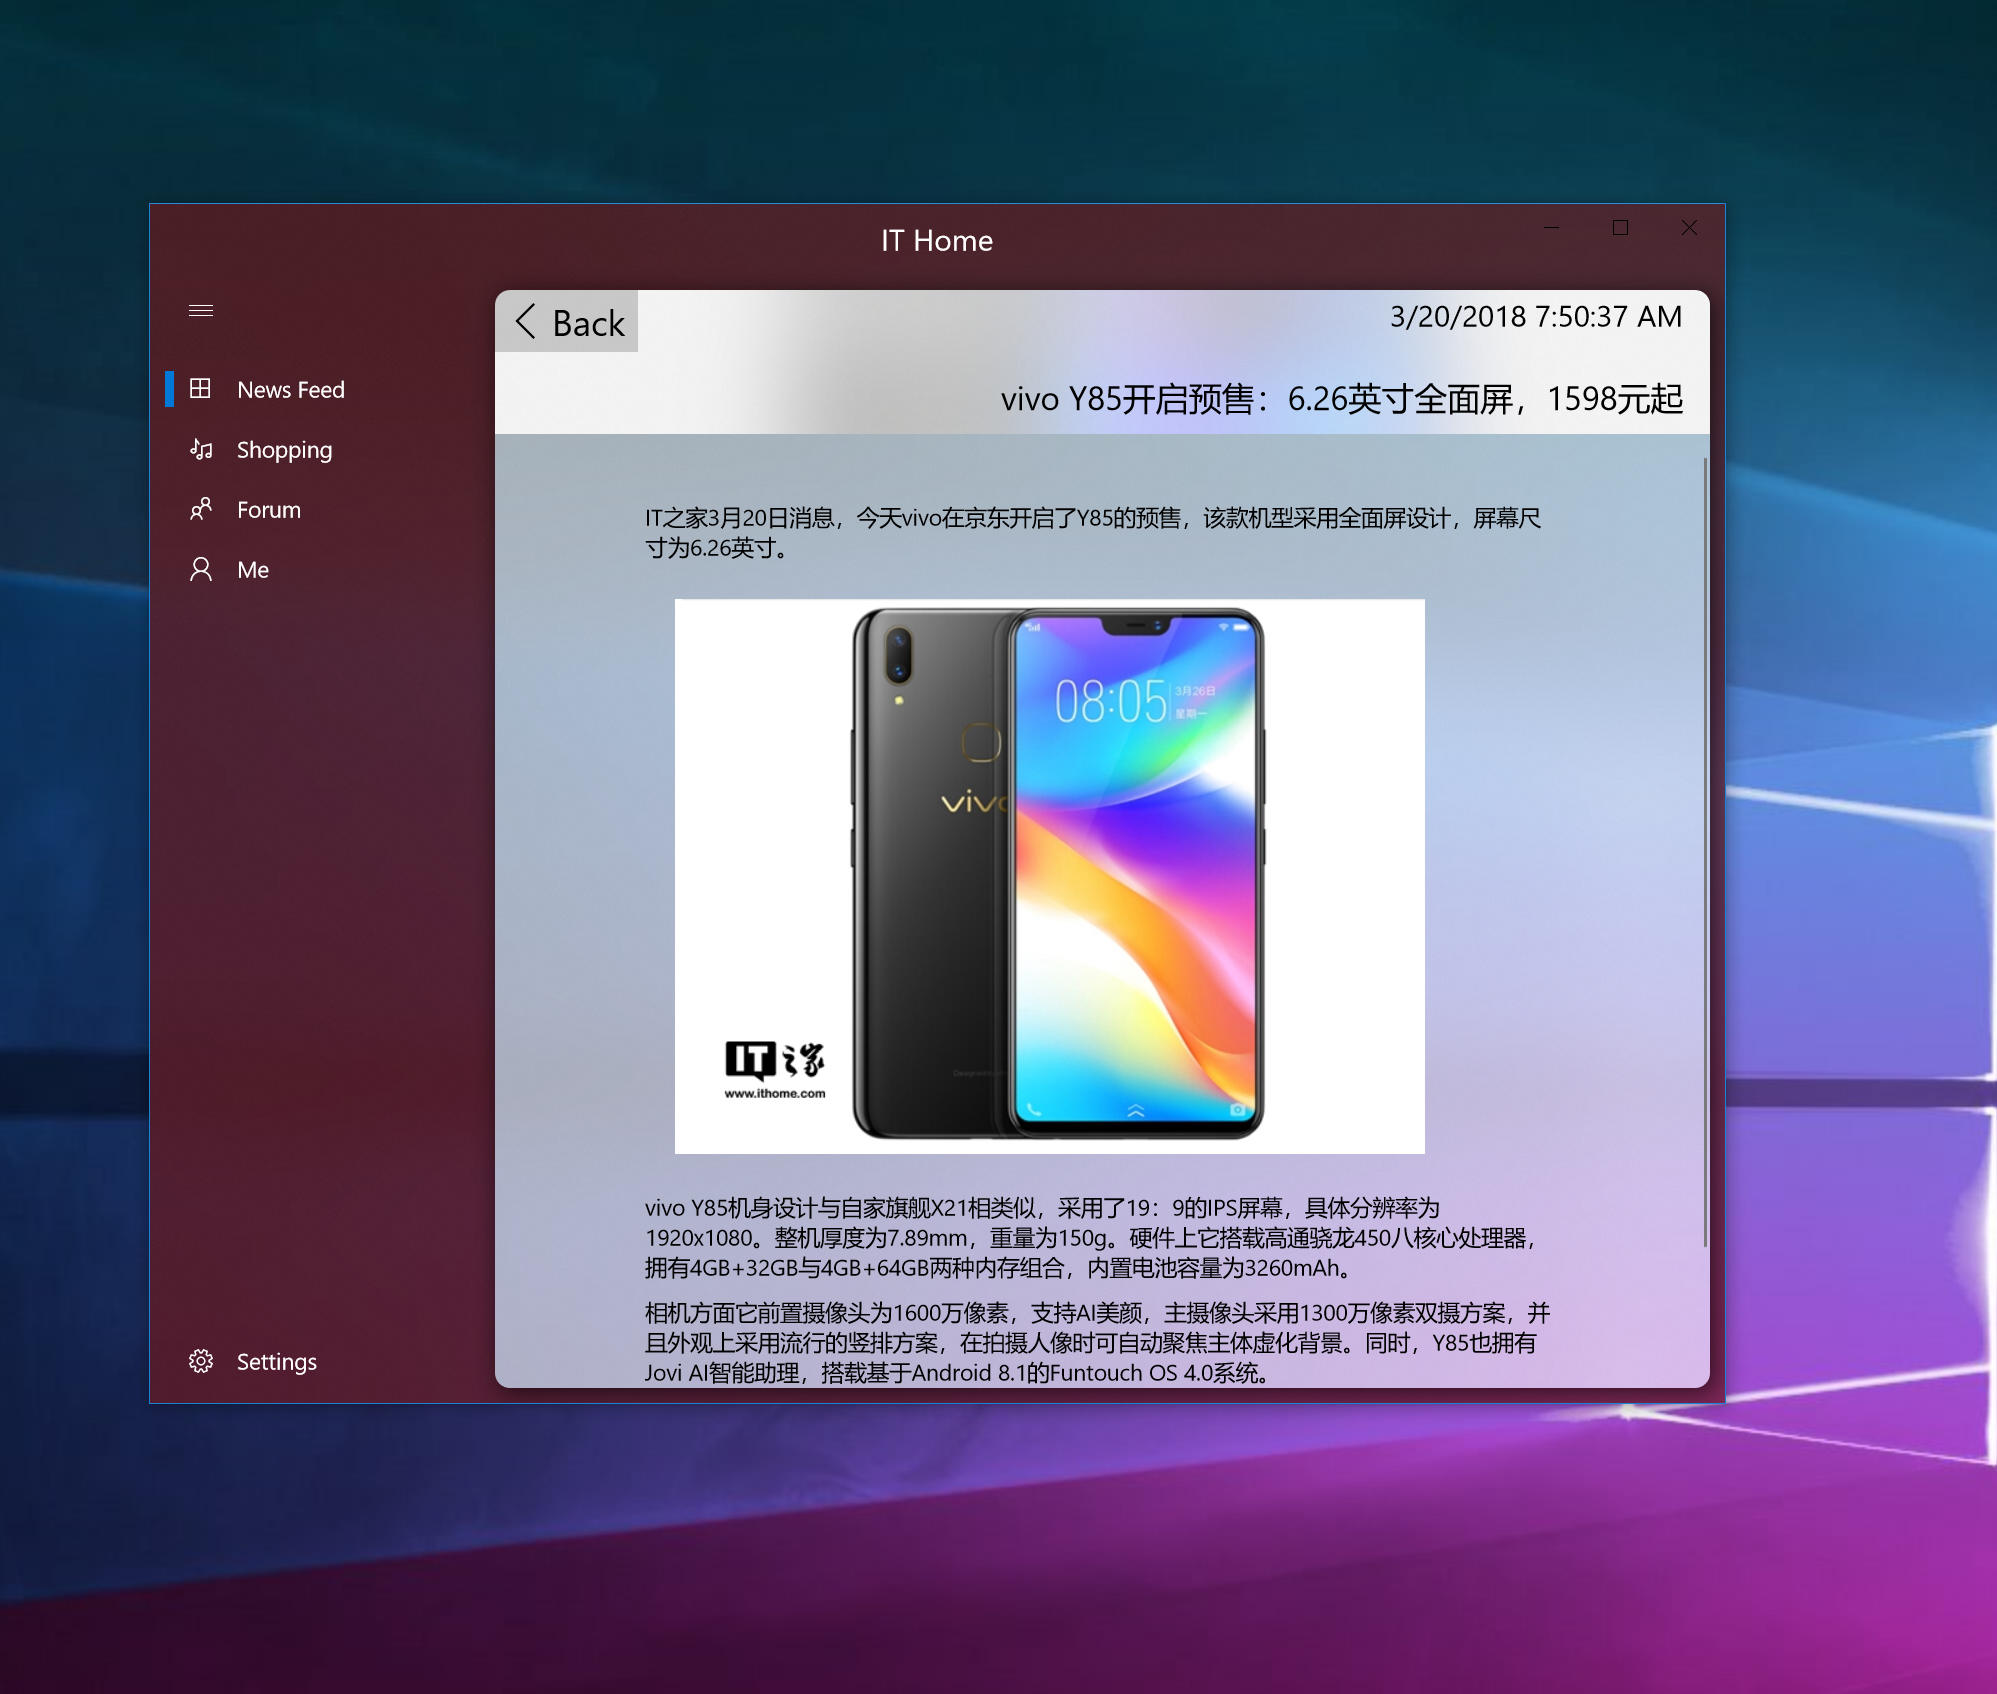 IT Home
Back
3/20/2018 7:50:37 AM
vivo Y85开启预售：6.26英寸全面屏，1598元起
News Feed
Shopping
Forum
Me
Settings
IT之家3月20日消息，今天vivo在京东开启了Y85的预售，该款机型采用全面屏设计，屏幕尺
寸为6.26英寸。
08:05
3月26日
星期一
vivo
IT之家
www.ithome.com
vivo Y85机身设计与自家旗舰X21相类似，采用了19：9的IPS屏幕，具体分辨率为
1920x1080。整机厚度为7.89mm，重量为150g。硬件上它搭载高通骁龙450八核心处理器，
拥有4GB+32GB与4GB+64GB两种内存组合，内置电池容量为3260mAh。
相机方面它前置摄像头为1600万像素，支持AI美颜，主摄像头采用1300万像素双摄方案，并
且外观上采用流行的竖排方案，在拍摄人像时可自动聚焦主体虚化背景。同时，Y85也拥有
Jovi AI智能助理，搭载基于Android 8.1的Funtouch OS 4.0系统。